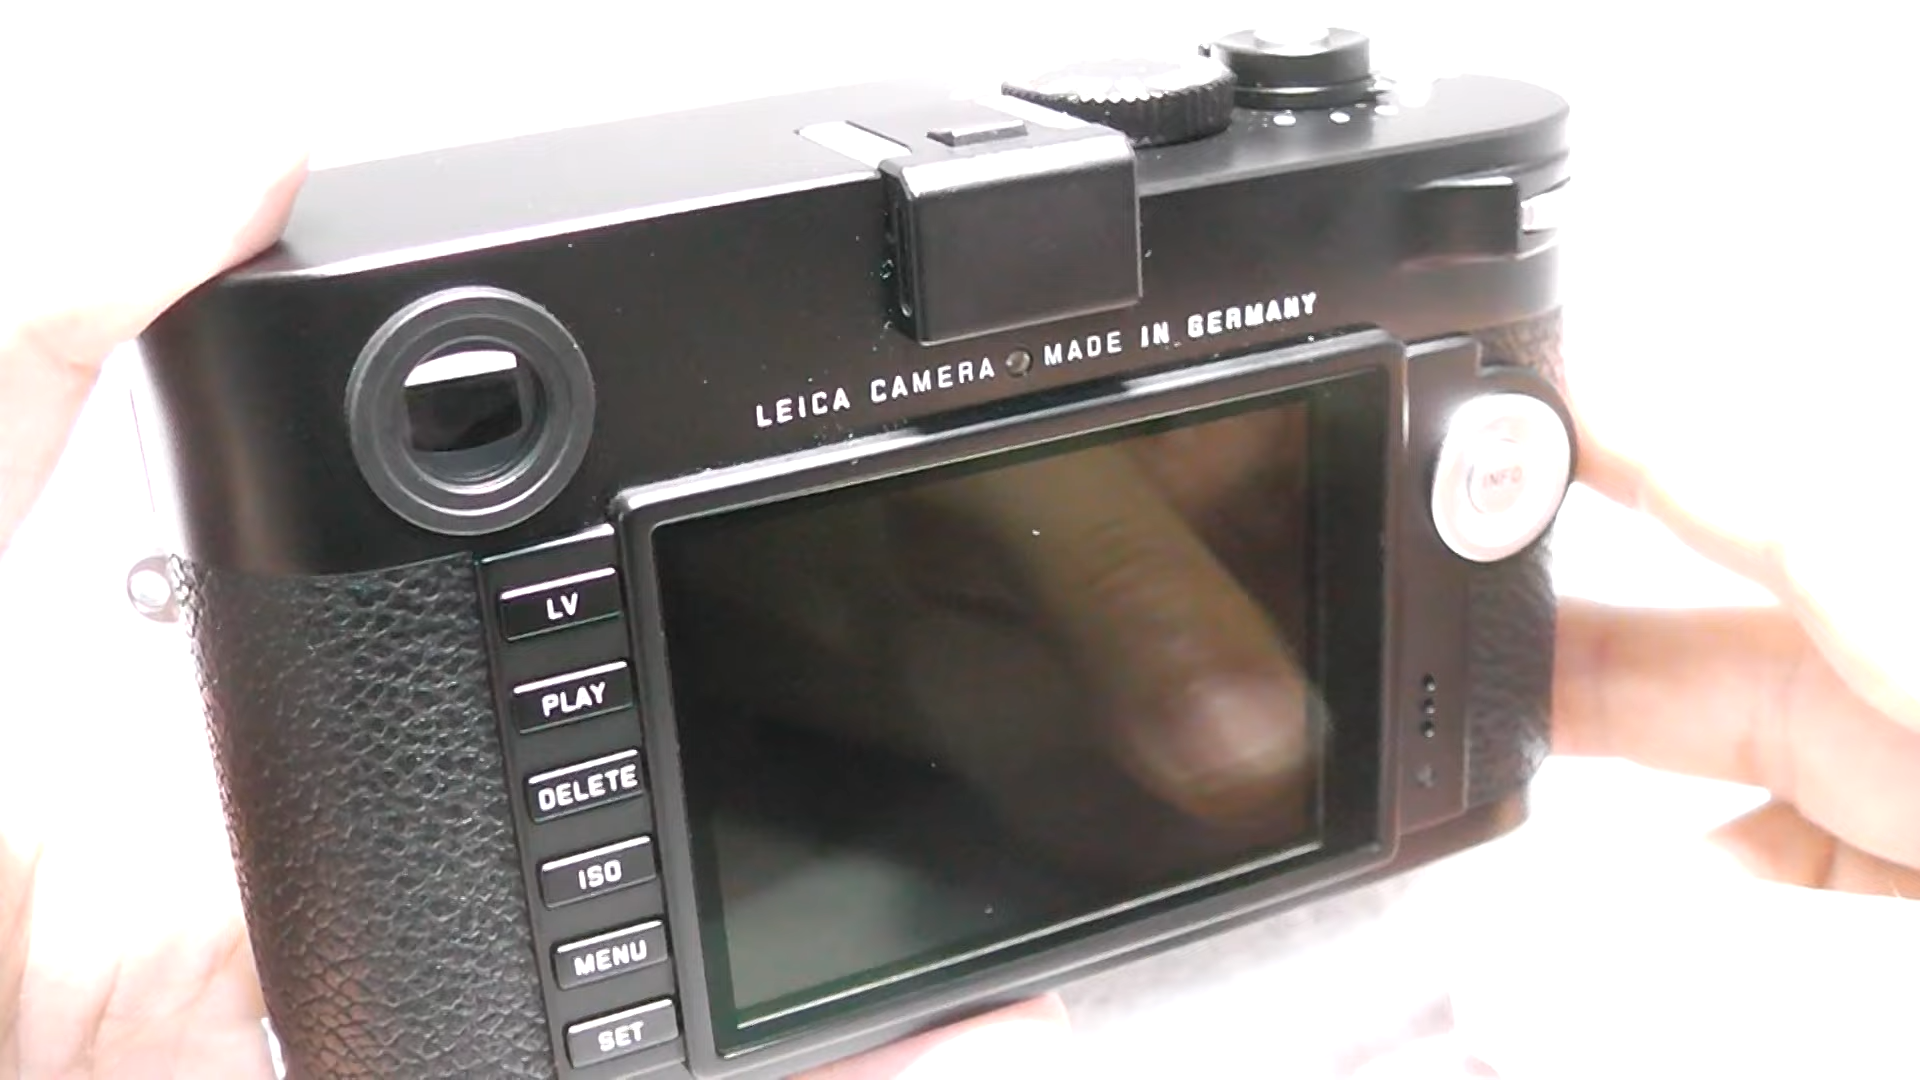 LEICA CAMERA MADE IN GERMANY
INFO
LV
PLAY
DELETE
ISO
MENU
SET